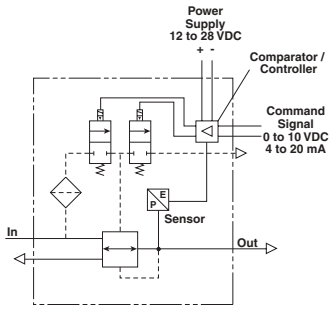 Power
Supply
12 to 28 VDC
+ -
Comparator /
Controller
Command
Signal
0 to 10 VDC
4 to 20 mA
E
P
Sensor
In
Out